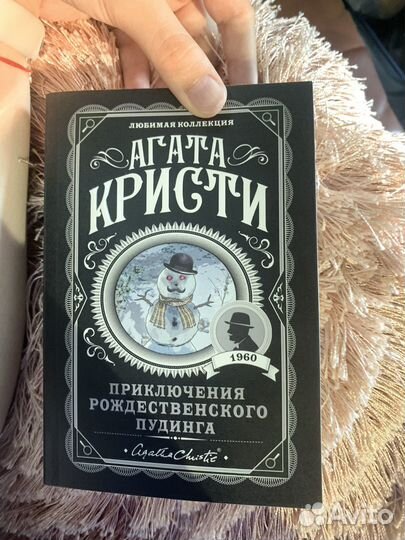 ЛЮБИМАЯ КОЛЛЕКЦИЯ
АГАТА
КРИСТИ
1960
ПРИКЛЮЧЕНИЯ
РОЖДЕСТВЕНСКОГО
ПУДИНГА
Agatha Christie®
Avito